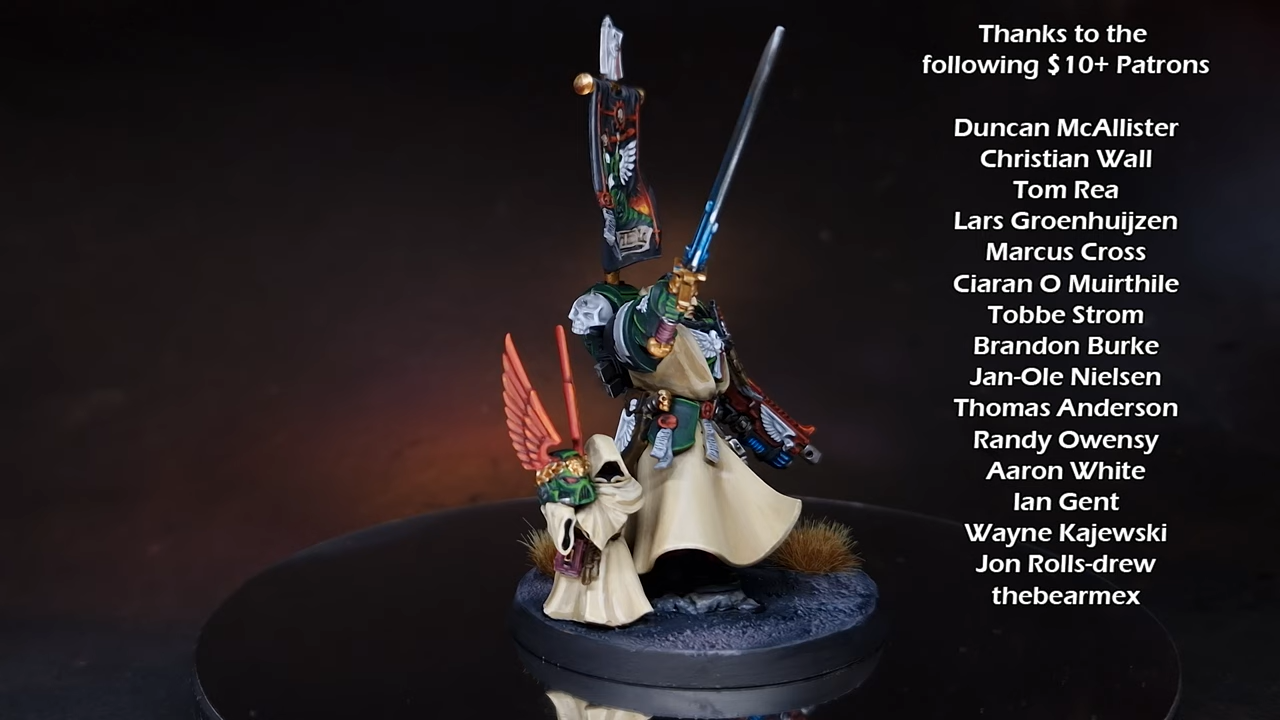 Thanks to the
following $10+ Patrons
Duncan McAllister
Christian Wall
Tom Rea
Lars Groenhuijzen
Marcus Cross
Ciaran O Muirthile
Tobbe Strom
Brandon Burke
Jan-Ole Nielsen
Thomas Anderson
Randy Owensy
Aaron White
Ian Gent
Wayne Kajewski
Jon Rolls-drew
thebearmex